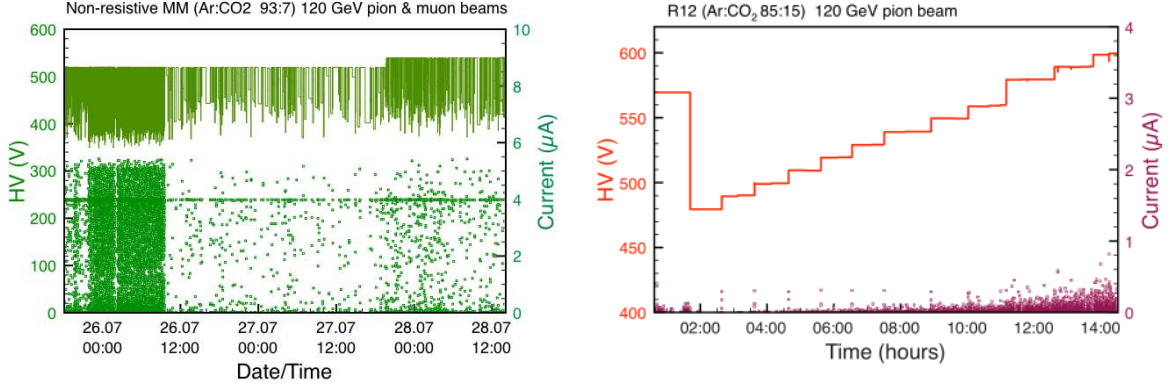 Non-resistive MM (Ar:CO2 93:7) 120 GeV pion & muon beams
600
500
400
300
200
100
0
HV (V)
10
8
6
4
2
0
Current (µA)
26.07 26.07 27.07 27.07 28.07 28.07
00:00 12:00 00:00 12:00 00:00 12:00
Date/Time
R12 (Ar:CO₂ 85:15) 120 GeV pion beam
600
550
500
450
400
HV (V)
4
3
2
1
0
Current (µA)
02:00 04:00 06:00 08:00 10:00 12:00 14:00
Time (hours)